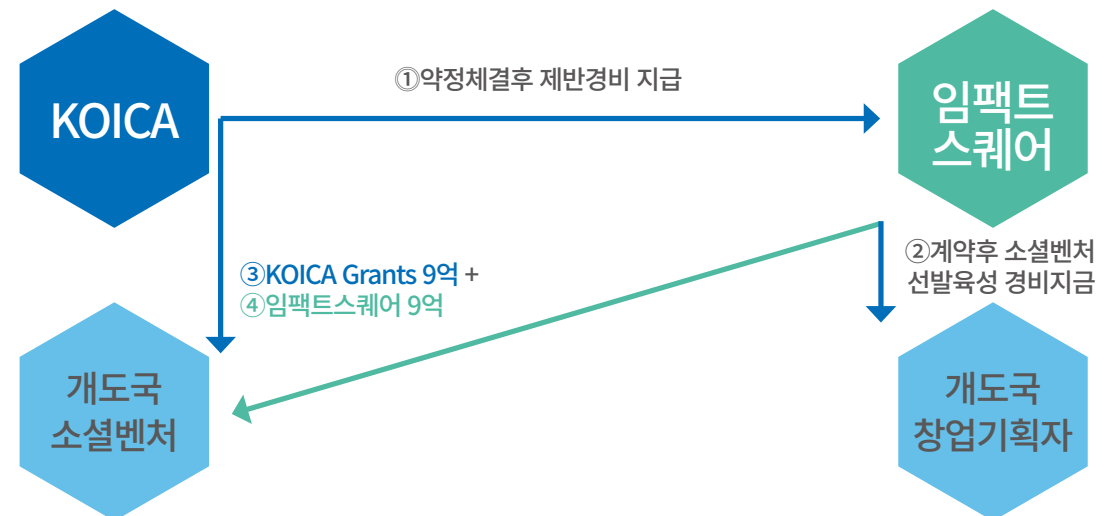 KOICA
①약정체결후 제반경비 지급
임팩트
스퀘어
③KOICA Grants 9억 +
④임팩트스퀘어 9억
②계약후 소셜벤처
선발육성 경비지금
개도국
소셜벤처
개도국
창업기획자